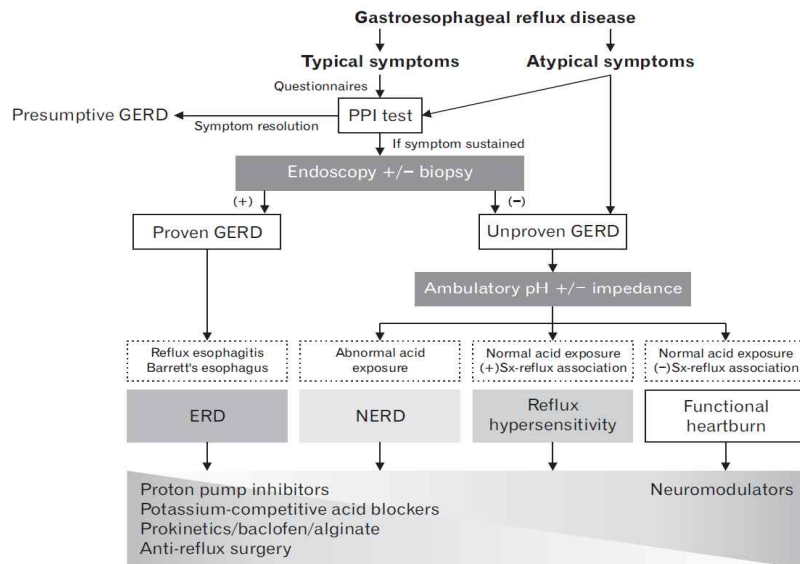 Gastroesophageal reflux disease
Typical symptoms
Atypical symptoms
Questionnaires
Presumptive GERD
Symptom resolution
PPI test
If symptom sustained
Endoscopy +/− biopsy
(+)
(−)
Proven GERD
Unproven GERD
Ambulatory pH +/− impedance
Reflux esophagitis
Barrett's esophagus
Abnormal acid
exposure
Normal acid exposure
(+)Sx-reflux association
Normal acid exposure
(−)Sx-reflux association
ERD
NERD
Reflux
hypersensitivity
Functional
heartburn
Proton pump inhibitors
Potassium-competitive acid blockers
Prokinetics/baclofen/alginate
Anti-reflux surgery
Neuromodulators